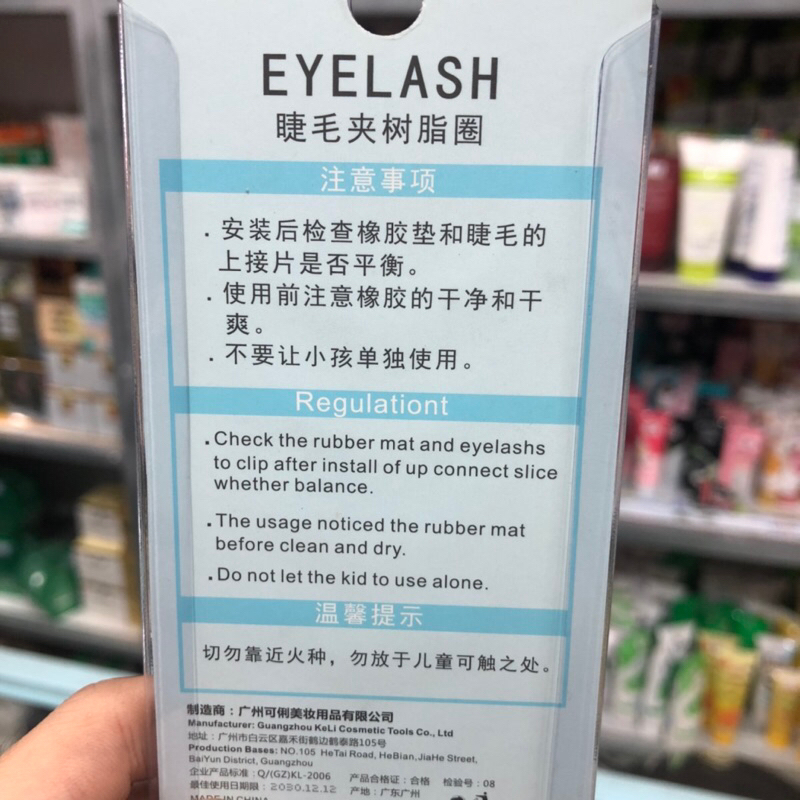 EYELASH
睫毛夹树脂圈
注意事项
. 安装后检查橡胶垫和睫毛的
上接片是否平衡。
. 使用前注意橡胶的干净和干
爽。
. 不要让小孩单独使用。
Regulationt
. Check the rubber mat and eyelashs
to clip after install of up connect slice
whether balance.
. The usage noticed the rubber mat
before clean and dry.
. Do not let the kid to use alone.
温馨提示
切勿靠近火种，勿放于儿童可触之处。
制造商：广州可俐美妆用品有限公司
Manufacturer: Guangzhou KeLi Cosmetic Tools Co., Ltd
地址：广州市白云区嘉禾街鹤边鹤泰路105号
Production Bases: NO.105 HeTai Road, HeBian,JiaHe Street,
BaiYun District, Guangzhou
企业产品标准：Q/(GZ)KL-2006 产品合格证：合格 检验号：08
最佳使用日期限：2030.12.12 产地：广东广州
MADE IN CHINA